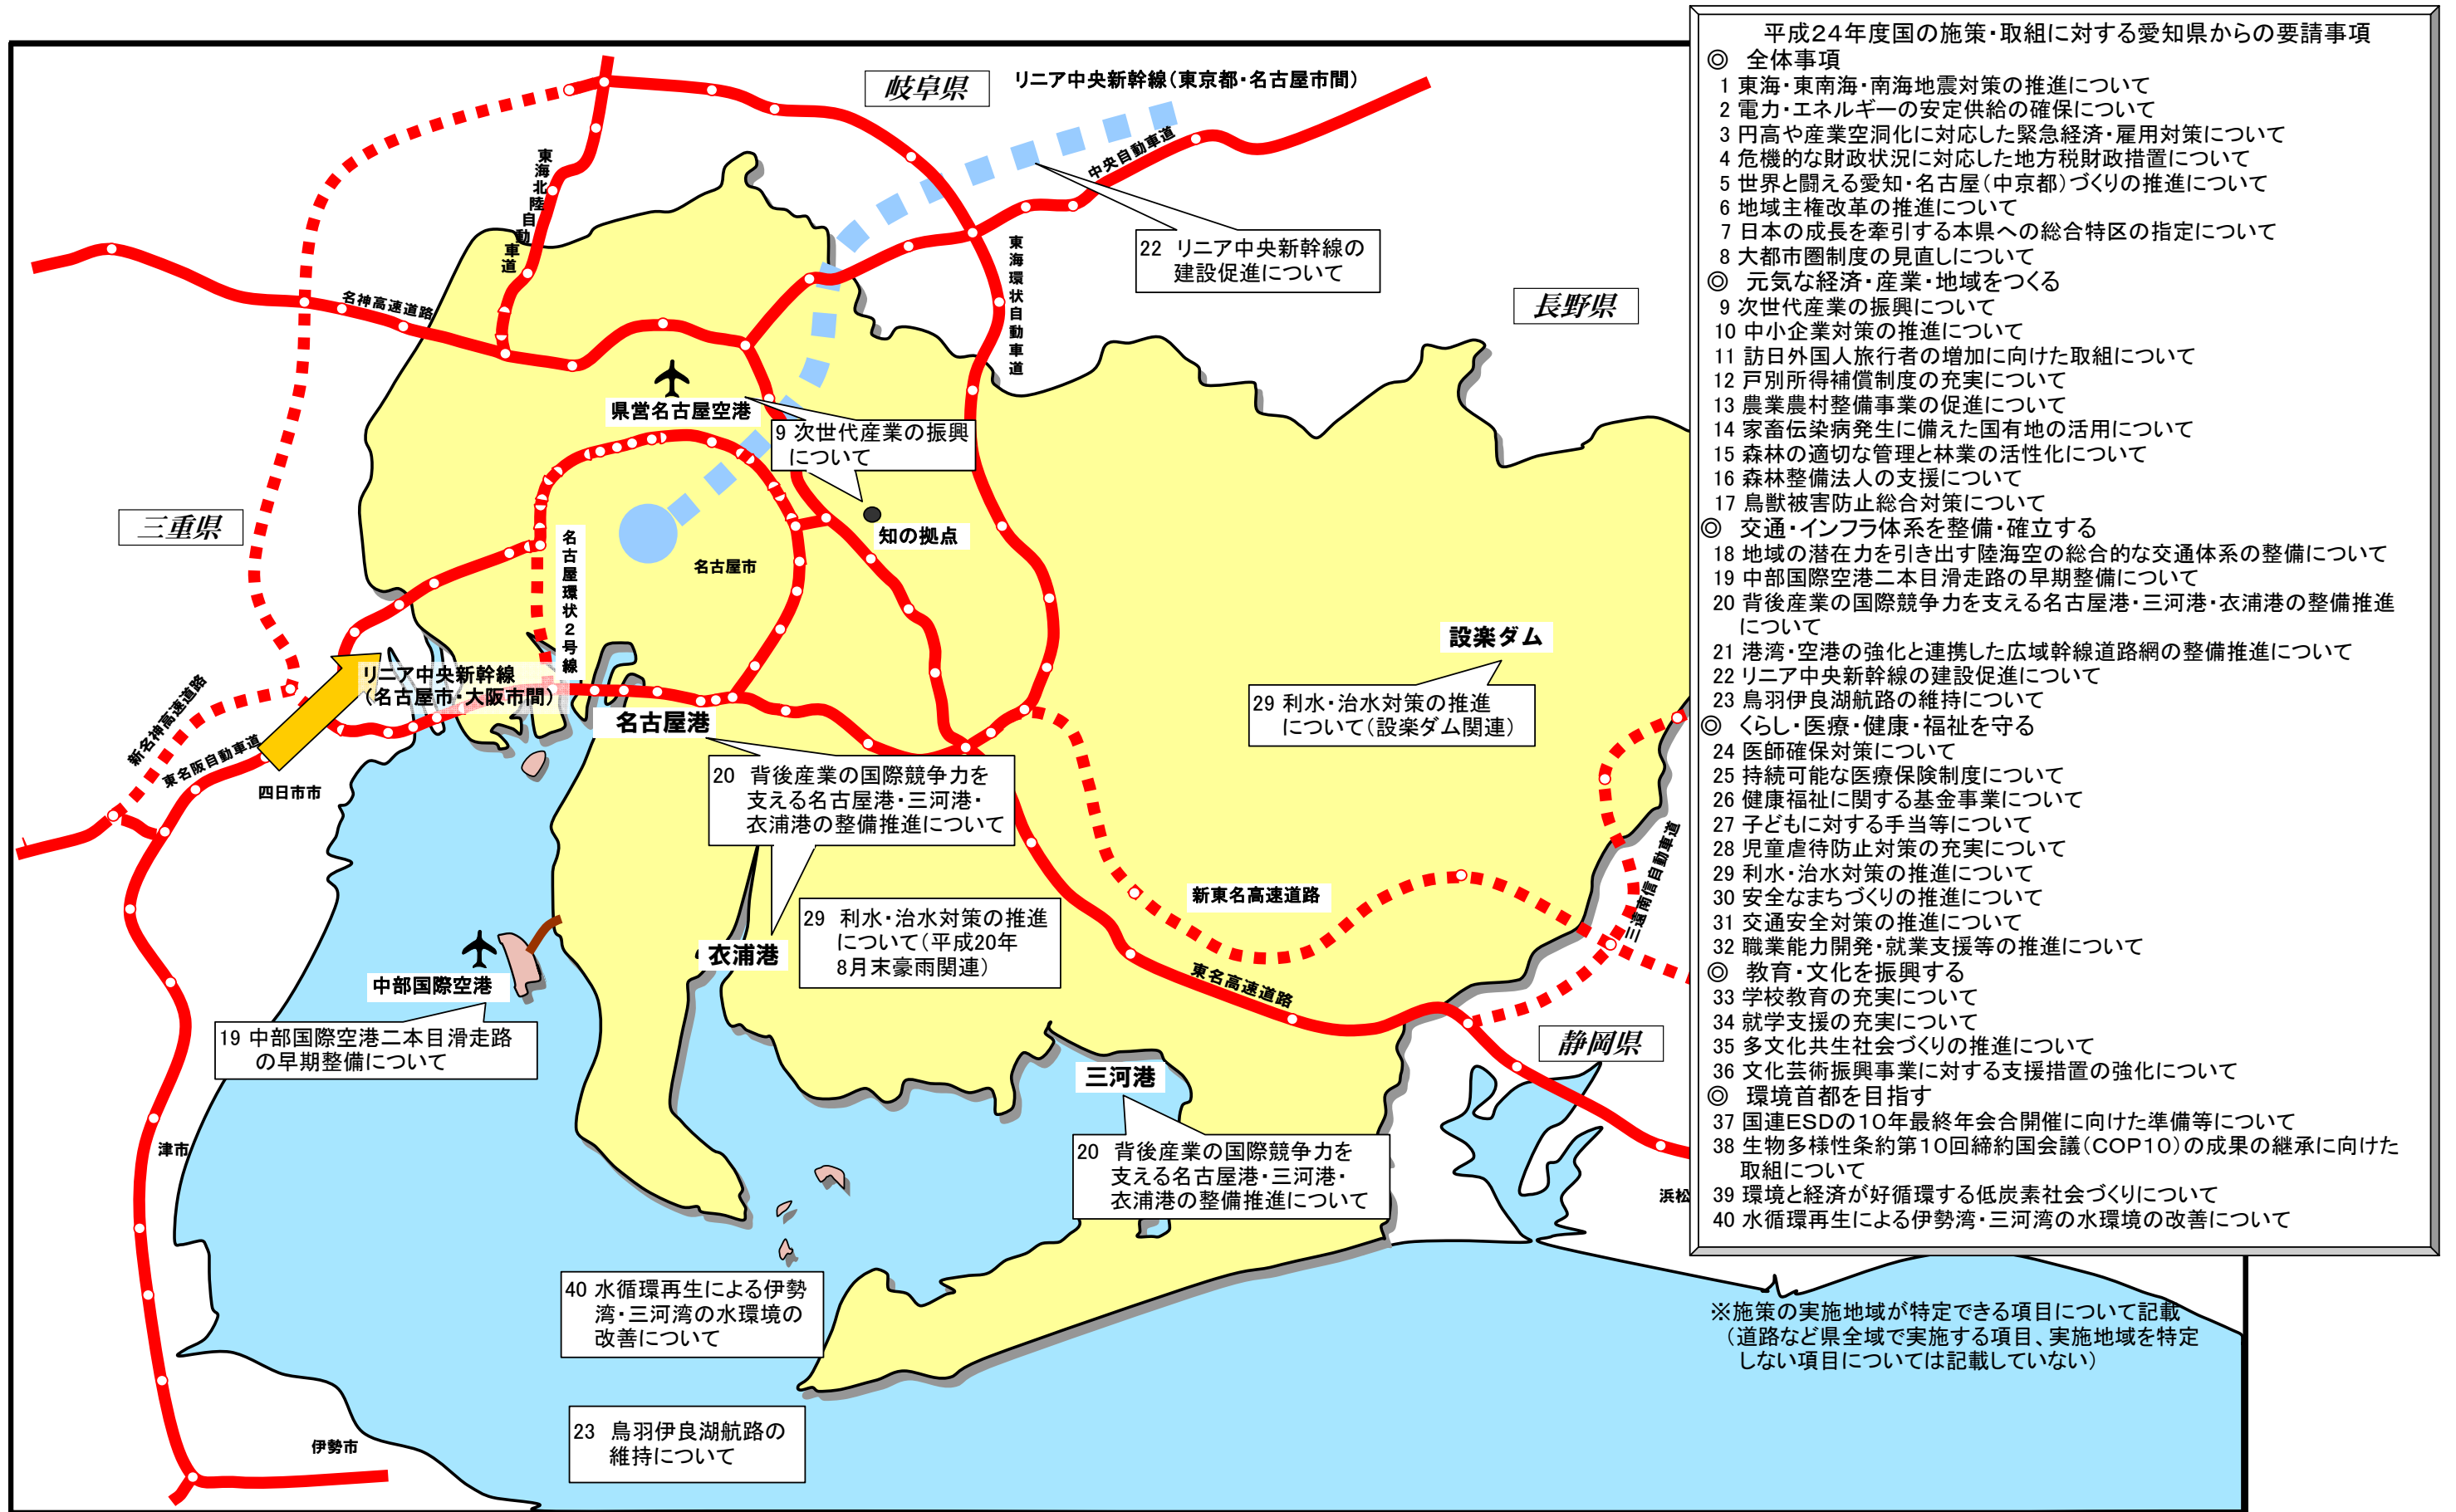 平成24年度国の施策・取組に対する愛知県からの要請事項
◎ 全体事項
1 東海・東南海・南海地震対策の推進について
2 電力・エネルギーの安定供給の確保について
3 円高や産業空洞化に対応した緊急経済・雇用対策について
4 危機的な財政状況に対応した地方税財政措置について
5 世界と闘える愛知・名古屋(中京都)づくりの推進について
6 地域主権改革の推進について
7 日本の成長を牽引する本県への総合特区の指定について
8 大都市圏制度の見直しについて
◎ 元気な経済・産業・地域をつくる
9 次世代産業の振興について
10 中小企業対策の推進について
11 訪日外国人旅行者の増加に向けた取組について
12 戸別所得補償制度の充実について
13 農業農村整備事業の促進について
14 家畜伝染病発生に備えた国有地の活用について
15 森林の適切な管理と林業の活性化について
16 森林整備法人の支援について
17 鳥獣被害防止総合対策について
◎ 交通・インフラ体系を整備・確立する
18 地域の潜在力を引き出す陸海空の総合的な交通体系の整備について
19 中部国際空港二本目滑走路の早期整備について
20 背後産業の国際競争力を支える名古屋港・三河港・衣浦港の整備推進
について
21 港湾・空港の強化と連携した広域幹線道路網の整備推進について
22 リニア中央新幹線の建設促進について
23 鳥羽伊良湖航路の維持について
◎ くらし・医療・健康・福祉を守る
24 医師確保対策について
25 持続可能な医療保険制度について
26 健康福祉に関する基金事業について
27 子どもに対する手当等について
28 児童虐待防止対策の充実について
29 利水・治水対策の推進について
30 安全なまちづくりの推進について
31 交通安全対策の推進について
32 職業能力開発・就業支援等の推進について
◎ 教育・文化を振興する
33 学校教育の充実について
34 就学支援の充実について
35 多文化共生社会づくりの推進について
36 文化芸術振興事業に対する支援措置の強化について
◎ 環境首都を目指す
37 国連ESDの10年最終年会合開催に向けた準備等について
38 生物多様性条約第10回締約国会議(COP10)の成果の継承に向けた
取組について
39 環境と経済が好循環する低炭素社会づくりについて
40 水循環再生による伊勢湾・三河湾の水環境の改善について
岐阜県
リニア中央新幹線(東京都・名古屋市間)
中央自動車道
東海北陸自動車道
22 リニア中央新幹線の
建設促進について
東海環状自動車道
名神高速道路
長野県
県営名古屋空港
9 次世代産業の振興
について
三重県
知の拠点
名古屋市
名古屋環状2号線
設楽ダム
リニア中央新幹線
(名古屋市・大阪市間)
29 利水・治水対策の推進
について(設楽ダム関連)
新名神高速道路
東名阪自動車道
名古屋港
四日市市
20 背後産業の国際競争力を
支える名古屋港・三河港・
衣浦港の整備推進について
三遠南信自動車道
新東名高速道路
29 利水・治水対策の推進
について(平成20年
8月末豪雨関連)
衣浦港
中部国際空港
東名高速道路
19 中部国際空港二本目滑走路
の早期整備について
静岡県
三河港
津市
20 背後産業の国際競争力を
支える名古屋港・三河港・
衣浦港の整備推進について
浜松
40 水循環再生による伊勢
湾・三河湾の水環境の
改善について
※施策の実施地域が特定できる項目について記載
(道路など県全域で実施する項目、実施地域を特定
しない項目については記載していない)
23 鳥羽伊良湖航路の
維持について
伊勢市